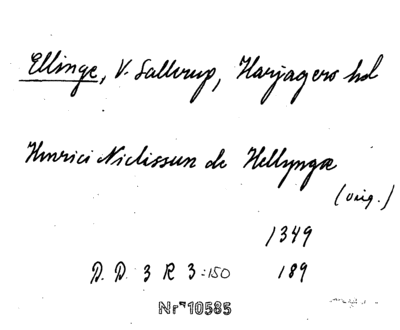 Ellinge, V. Sallerup, Harjagers hd
Henrici Niclissun de Hellyngæ
(orig.)
1349
D. D. 3 R 3:150 189
Nr 10585